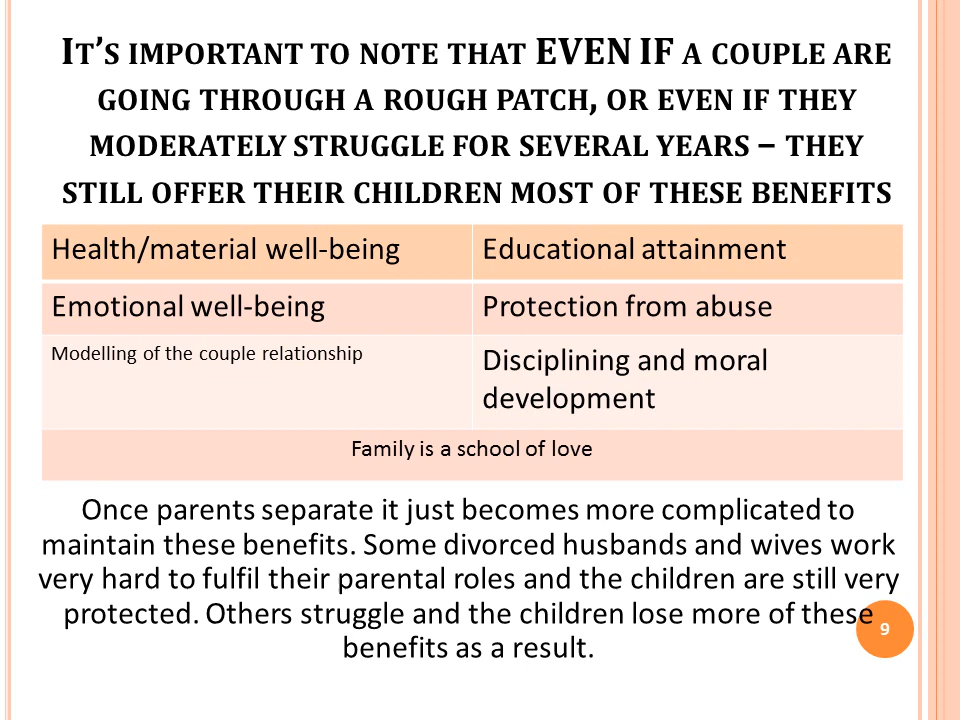 It's important to note that EVEN IF a couple are
going through a rough patch, or even if they
moderately struggle for several years – they
still offer their children most of these benefits
Health/material well-being
Educational attainment
Emotional well-being
Protection from abuse
Modelling of the couple relationship
Disciplining and moral
development
Family is a school of love
Once parents separate it just becomes more complicated to
maintain these benefits. Some divorced husbands and wives work
very hard to fulfil their parental roles and the children are still very
protected. Others struggle and the children lose more of these
benefits as a result.
9